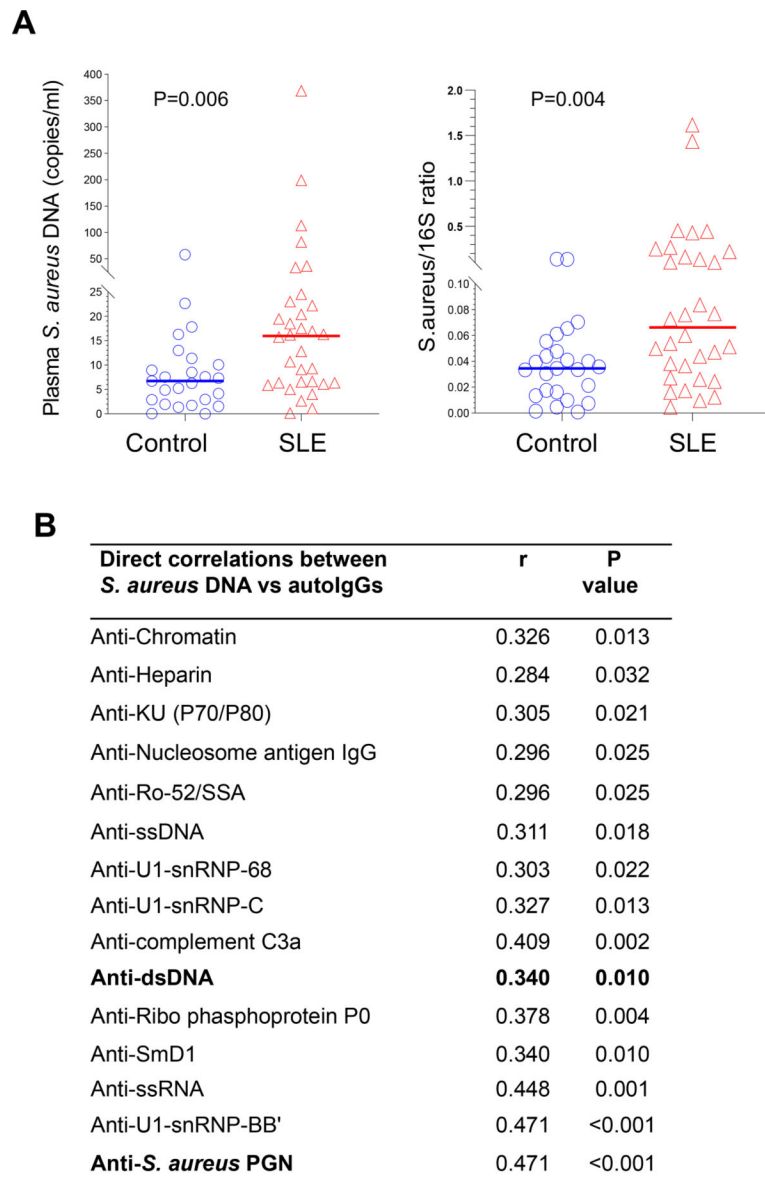 A
Plasma S. aureus DNA (copies/ml)
400
350
300
250
200
150
100
50
25
20
15
10
5
0
P=0.006
Control
SLE
S.aureus/16S ratio
2.0
1.5
1.0
0.5
0.10
0.08
0.06
0.04
0.02
0.00
P=0.004
Control
SLE
B
Direct correlations between r P
S. aureus DNA vs autoIgGs value
Anti-Chromatin 0.326 0.013
Anti-Heparin 0.284 0.032
Anti-KU (P70/P80) 0.305 0.021
Anti-Nucleosome antigen IgG 0.296 0.025
Anti-Ro-52/SSA 0.296 0.025
Anti-ssDNA 0.311 0.018
Anti-U1-snRNP-68 0.303 0.022
Anti-U1-snRNP-C 0.327 0.013
Anti-complement C3a 0.409 0.002
Anti-dsDNA 0.340 0.010
Anti-Ribo phasphoprotein P0 0.378 0.004
Anti-SmD1 0.340 0.010
Anti-ssRNA 0.448 0.001
Anti-U1-snRNP-BB' 0.471 <0.001
Anti-S. aureus PGN 0.471 <0.001